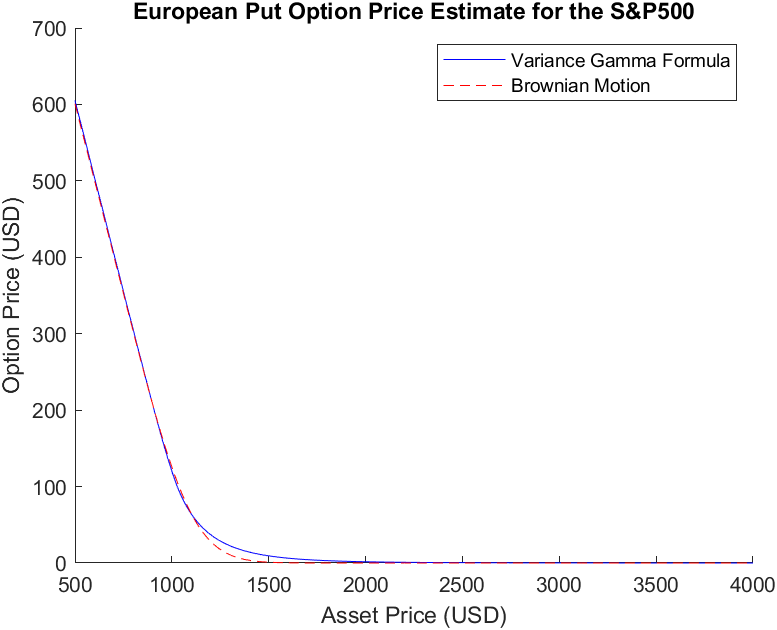 European Put Option Price Estimate for the S&P500
700
600
500
400
300
200
100
0
Option Price (USD)
Variance Gamma Formula
Brownian Motion
500 1000 1500 2000 2500 3000 3500 4000
Asset Price (USD)